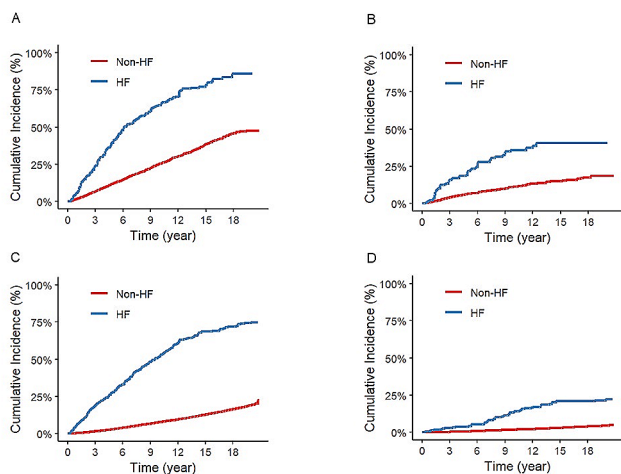 A
Cumulative Incidence (%)
100%
75%
50%
25%
0%
Non-HF
HF
0 3 6 9 12 15 18
Time (year)
B
Cumulative Incidence (%)
100%
75%
50%
25%
0%
Non-HF
HF
0 3 6 9 12 15 18
Time (year)
C
Cumulative Incidence (%)
100%
75%
50%
25%
0%
Non-HF
HF
0 3 6 9 12 15 18
Time (year)
D
Cumulative Incidence (%)
100%
75%
50%
25%
0%
Non-HF
HF
0 3 6 9 12 15 18
Time (year)